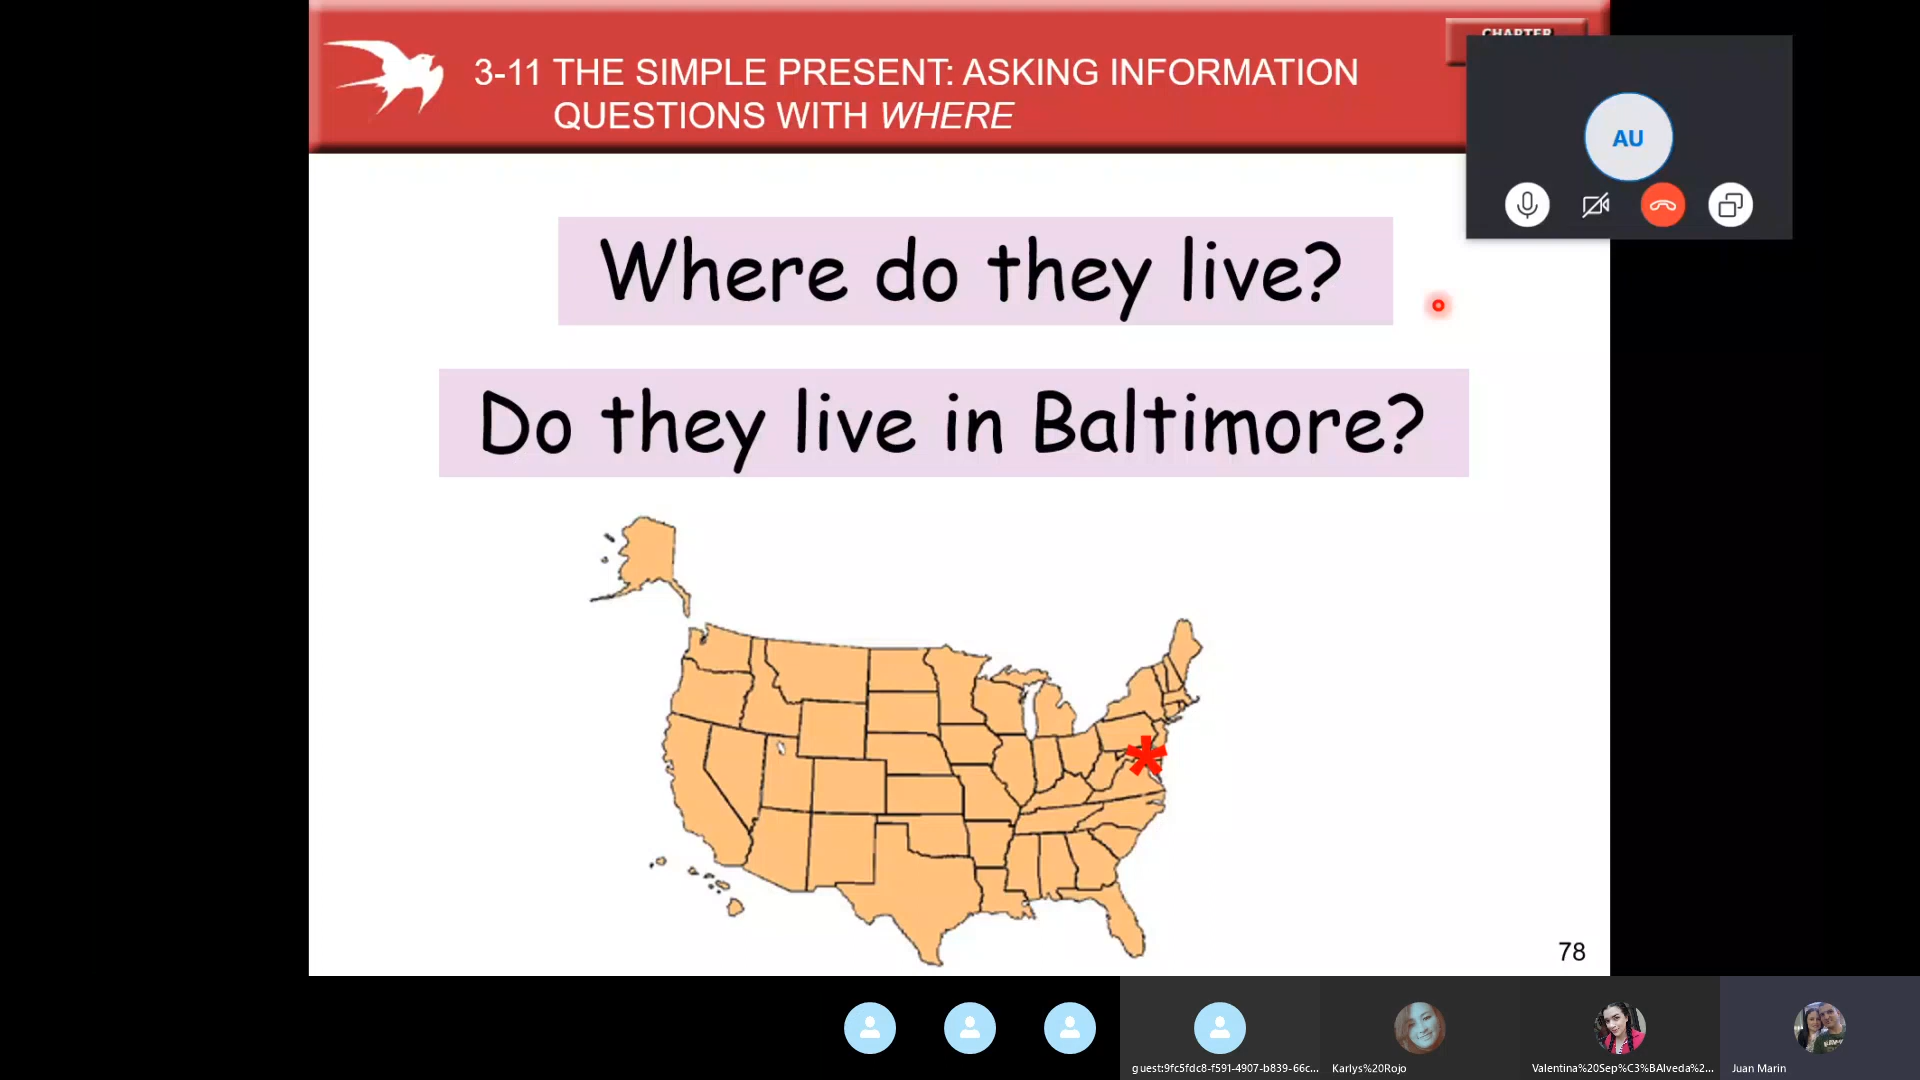 CHAPTER
3-11 THE SIMPLE PRESENT: ASKING INFORMATION
QUESTIONS WITH WHERE
AU
Where do they live?
Do they live in Baltimore?
*
78
guest:9fc5fdc8-f591-4907-b839-66c...
Karlys%20Rojo
Valentina%20Sep%C3%BAlveda%2...
Juan Marin